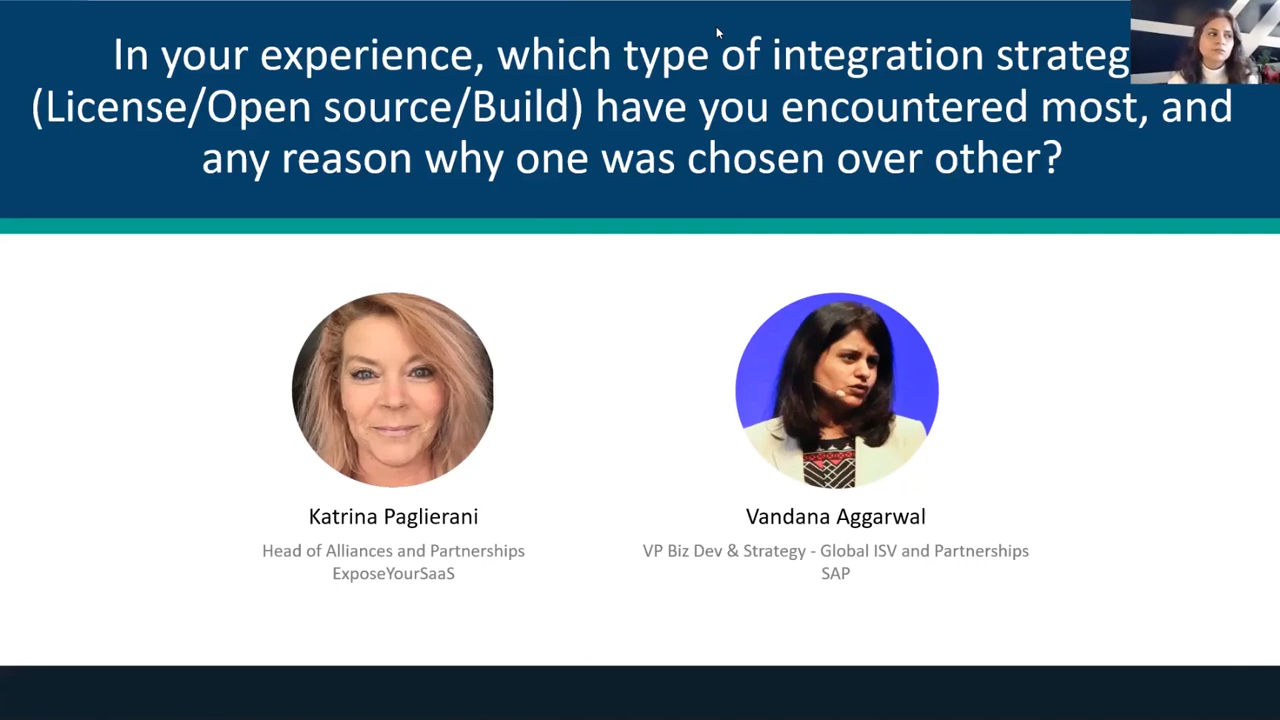 In your experience, which type of integration strateg
(License/Open source/Build) have you encountered most, and
any reason why one was chosen over other?
Katrina Paglierani
Head of Alliances and Partnerships
ExposeYourSaaS
Vandana Aggarwal
VP Biz Dev & Strategy - Global ISV and Partnerships
SAP